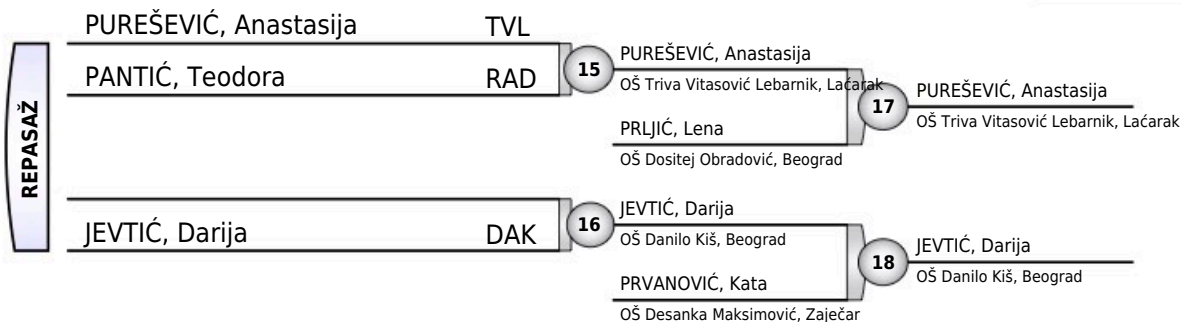 PUREŠEVIĆ, Anastasija TVL
PANTIĆ, Teodora RAD
REPASAŽ
JEVTIĆ, Darija DAK
15
PUREŠEVIĆ, Anastasija
OŠ Triva Vitasović Lebarnik, Laćarak
PRLJIĆ, Lena
OŠ Dositej Obradović, Beograd
17
PUREŠEVIĆ, Anastasija
OŠ Triva Vitasović Lebarnik, Laćarak
16
JEVTIĆ, Darija
OŠ Danilo Kiš, Beograd
PRVANOVIĆ, Kata
OŠ Desanka Maksimović, Zaječar
18
JEVTIĆ, Darija
OŠ Danilo Kiš, Beograd